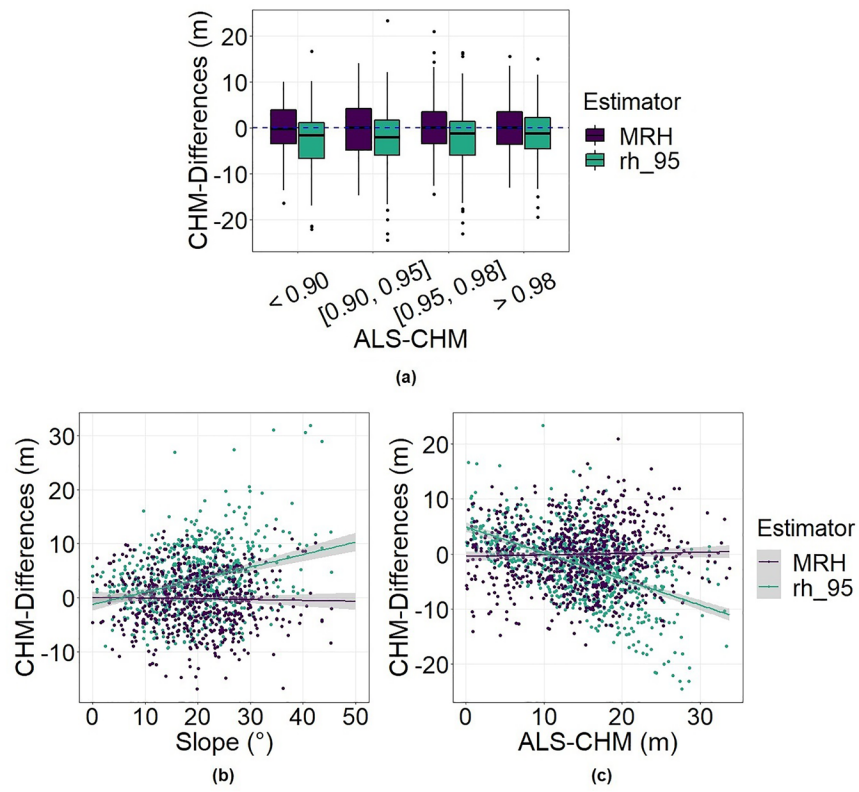 CHM-Differences (m)
20
10
0
-10
-20
< 0.90
[0.90, 0.95]
[0.95, 0.98]
> 0.98
ALS-CHM
Estimator
MRH
rh_95
(a)
CHM-Differences (m)
30
20
10
0
-10
0 10 20 30 40 50
Slope (°)
(b)
CHM-Differences (m)
20
10
0
-10
-20
0 10 20 30
ALS-CHM (m)
(c)
Estimator
MRH
rh_95